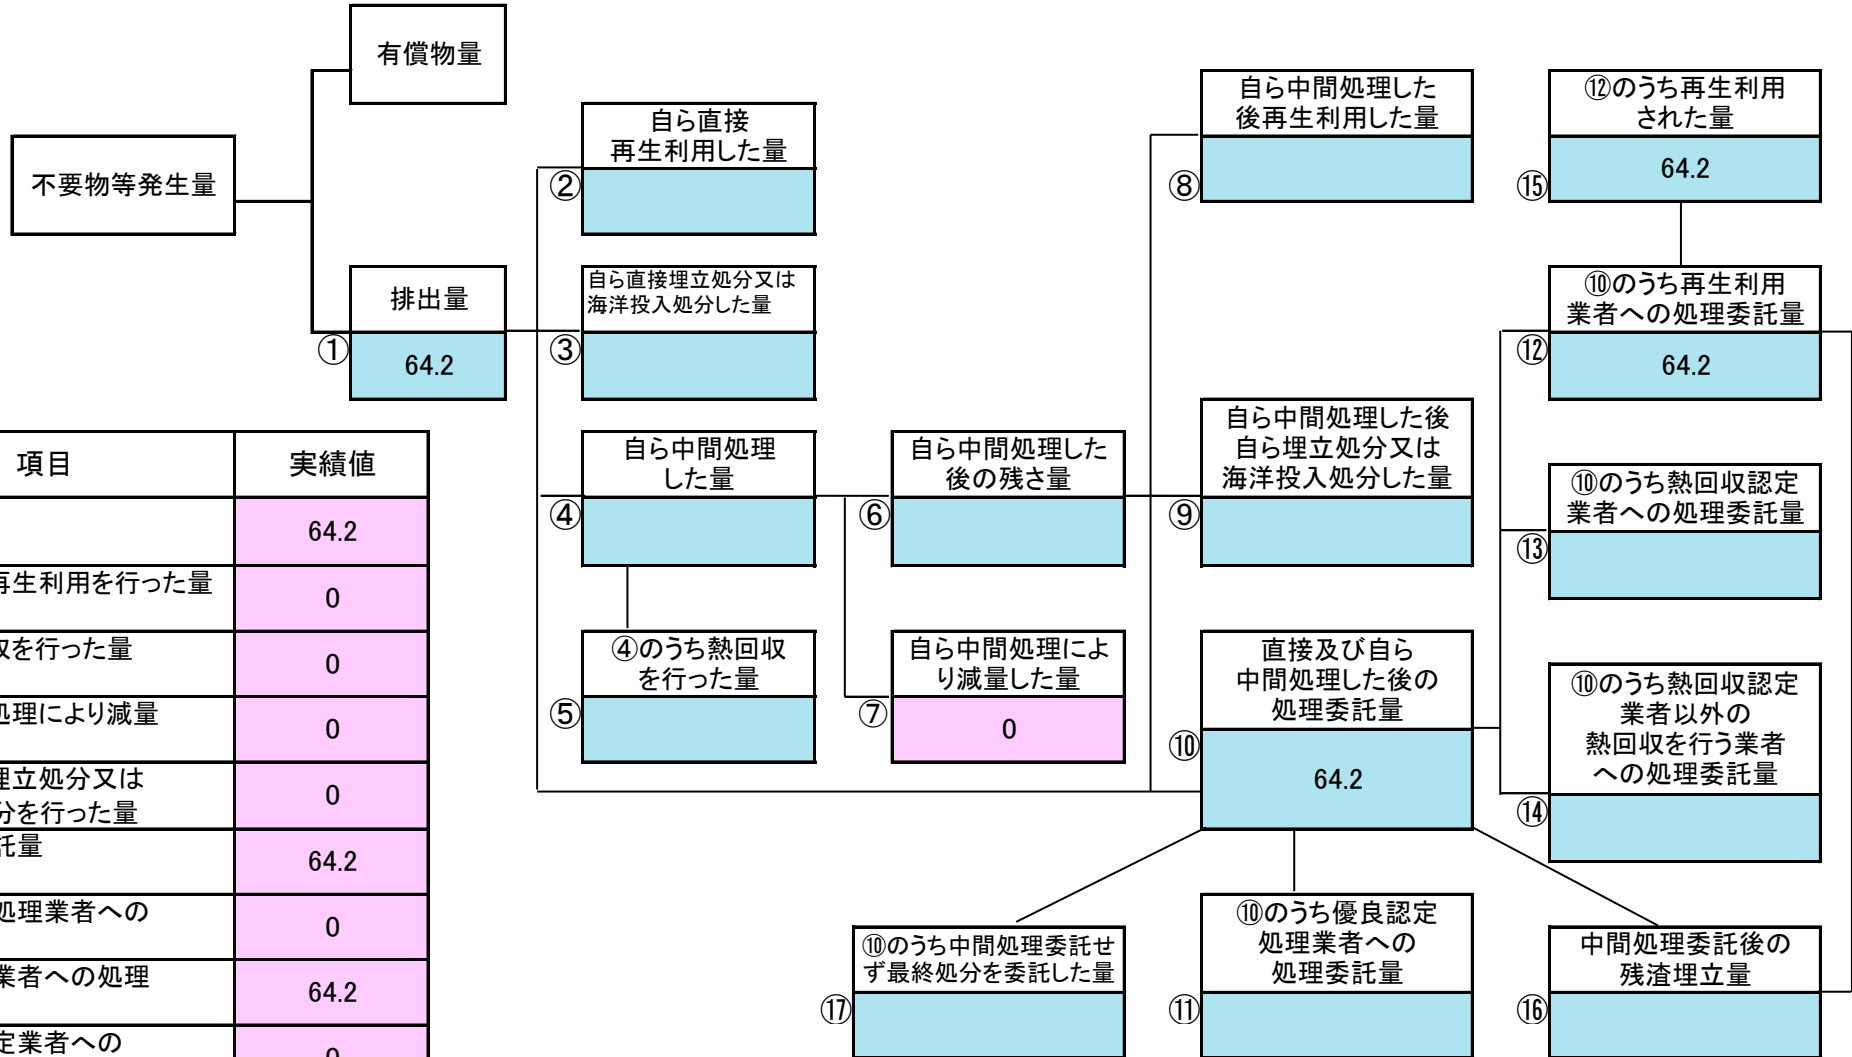 有償物量
不要物等発生量
排出量
①
64.2
自ら直接
再生利用した量
②
自ら直接埋立処分又は
海洋投入処分した量
③
自ら中間処理
した量
④
④のうち熱回収
を行った量
⑤
自ら中間処理した
後の残さ量
⑥
自ら中間処理によ
り減量した量
⑦
0
自ら中間処理した
後再生利用した量
⑧
自ら中間処理した後
自ら埋立処分又は
海洋投入処分した量
⑨
直接及び自ら
中間処理した後の
処理委託量
⑩
64.2
⑫のうち再生利用
された量
⑮
64.2
⑩のうち再生利用
業者への処理委託量
⑫
64.2
⑩のうち熱回収認定
業者への処理委託量
⑬
⑩のうち熱回収認定
業者以外の
熱回収を行う業者
への処理委託量
⑭
⑩のうち中間処理委託せ
ず最終処分を委託した量
⑰
⑩のうち優良認定
処理業者への
処理委託量
⑪
中間処理委託後の
残渣埋立量
⑯
項目 実績値
64.2
再生利用を行った量 0
を行った量 0
処理により減量 0
埋立処分又は
分を行った量 0
託量 64.2
処理業者への 0
業者への処理 64.2
定業者への 0